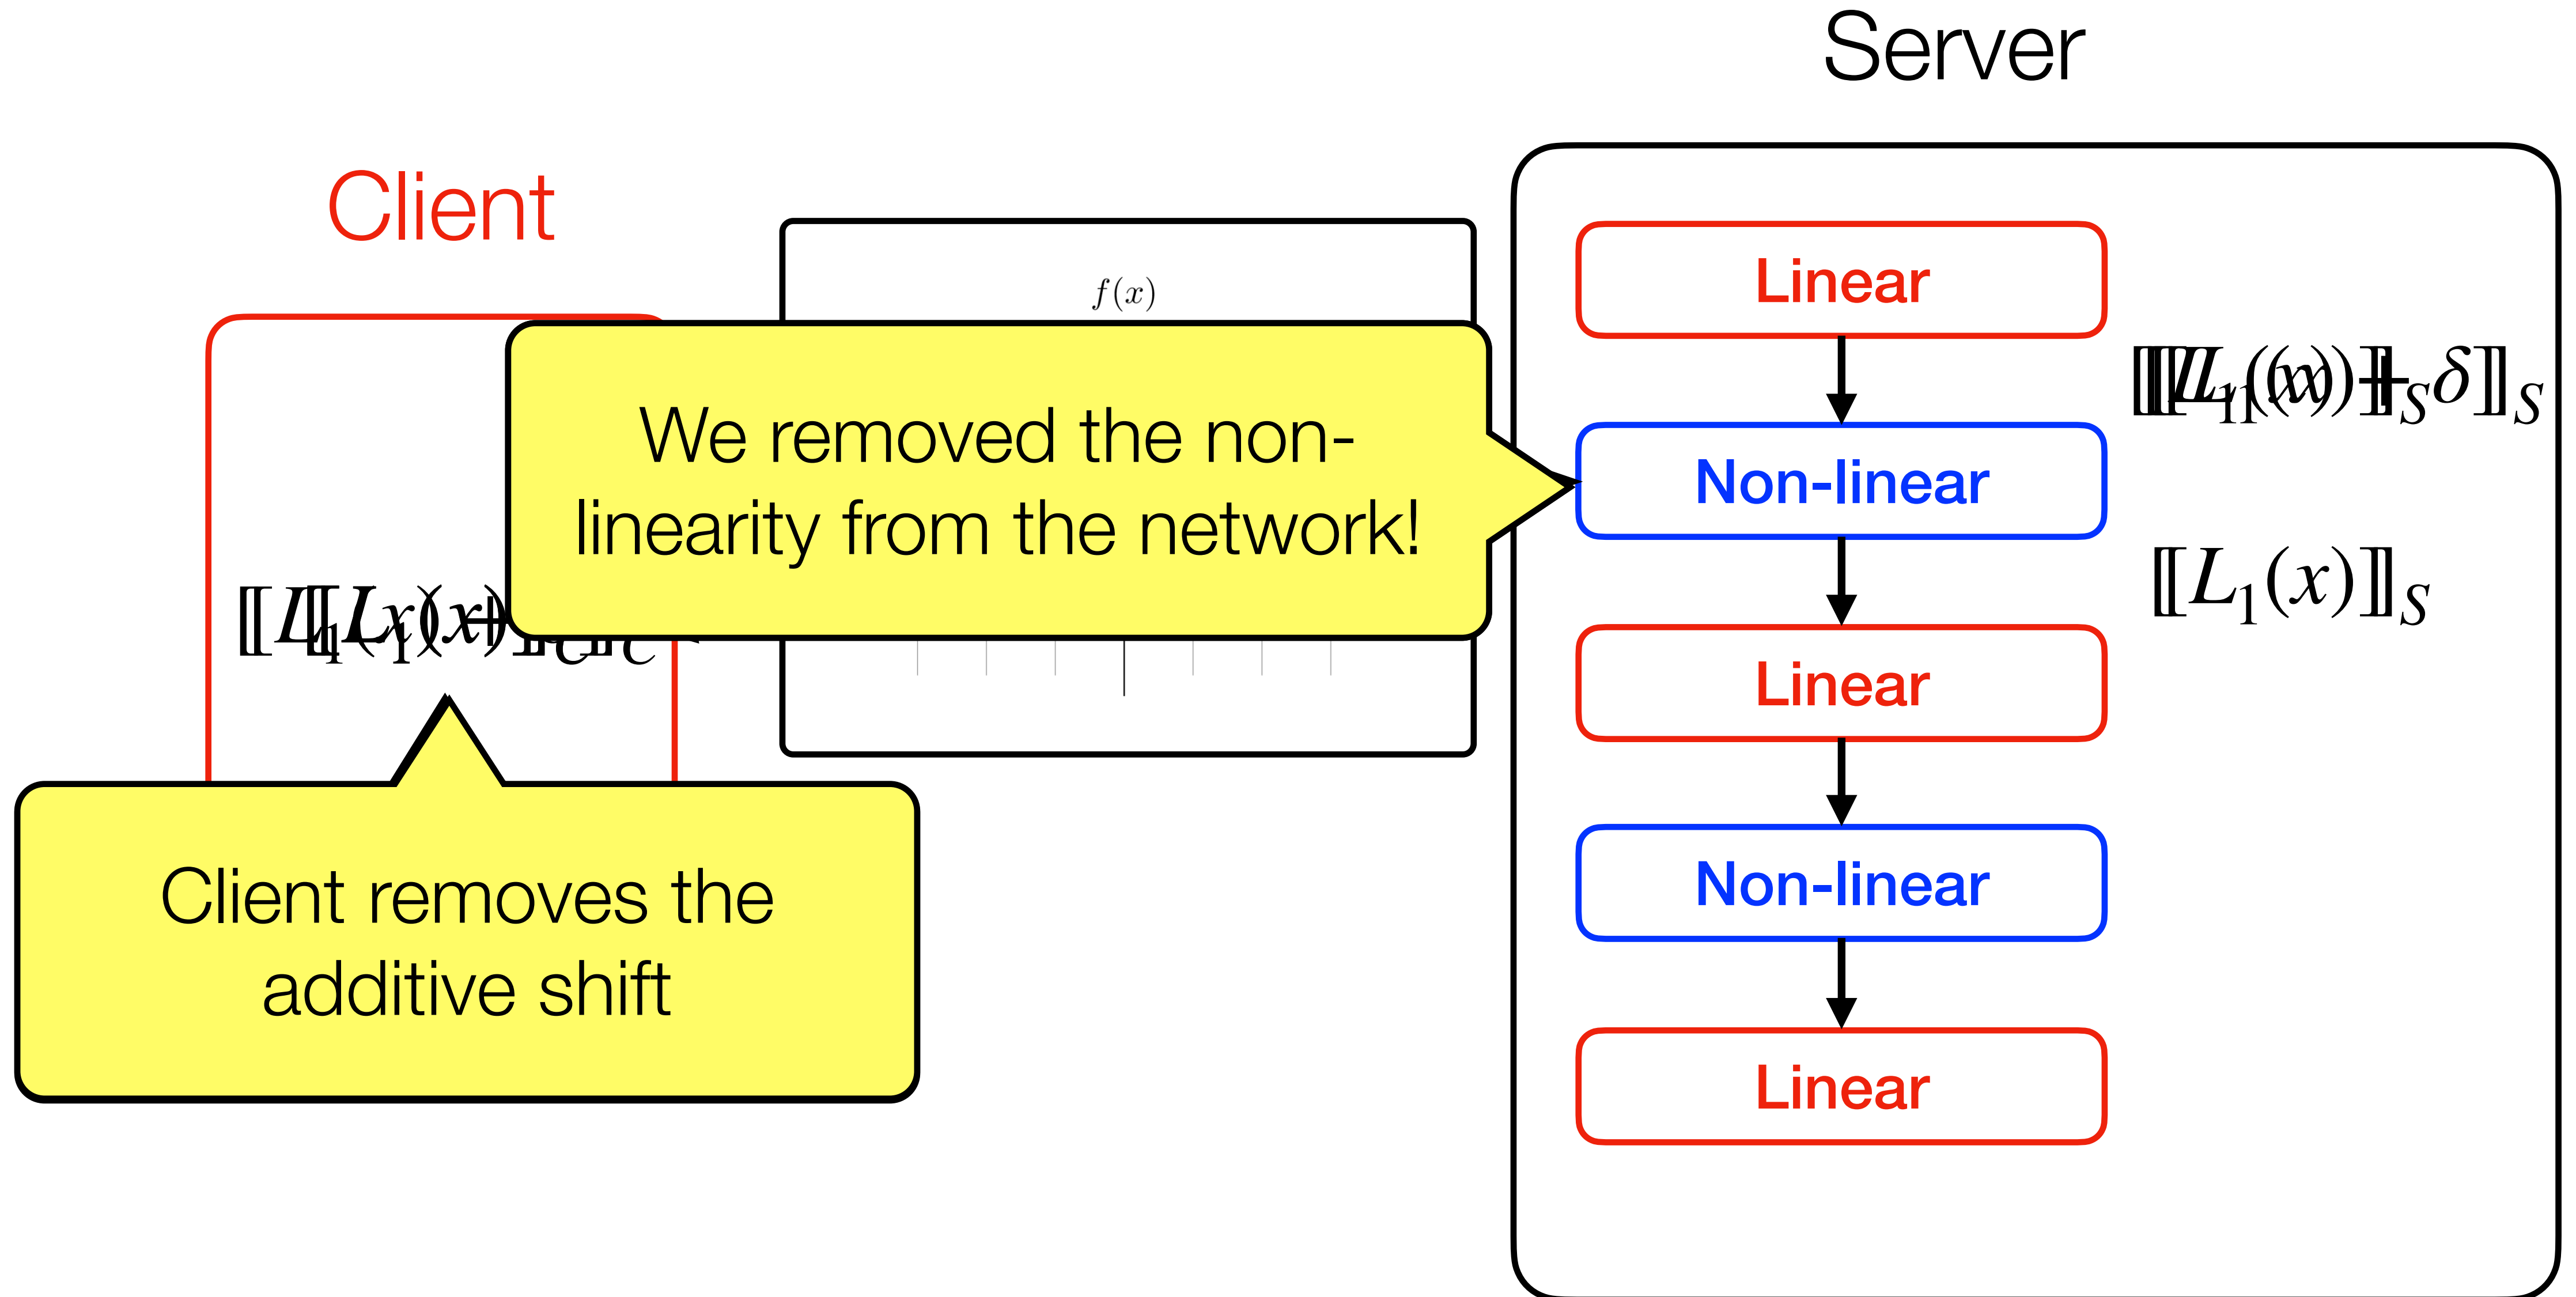 Server
Client
f(x)
We removed the non-
linearity from the network!
Client removes the
additive shift
Linear
Non-linear
⟦L₁(x)⟧_S
Linear
Non-linear
Linear